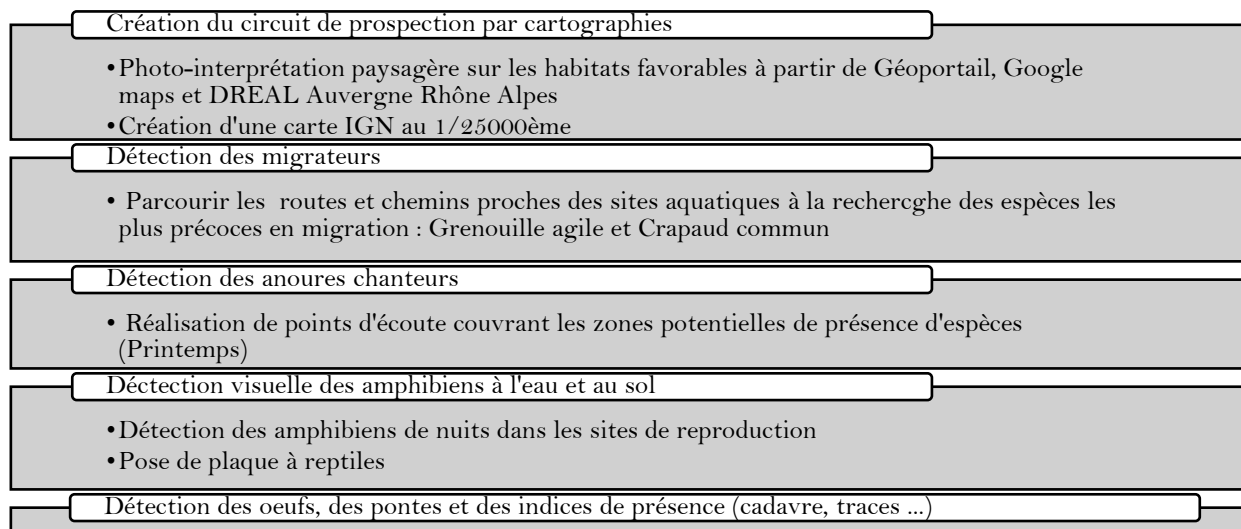 Création du circuit de prospection par cartographies
•Photo-interprétation paysagère sur les habitats favorables à partir de Géoportail, Google
maps et DREAL Auvergne Rhône Alpes
•Création d'une carte IGN au 1/25000ème
Détection des migrateurs
• Parcourir les routes et chemins proches des sites aquatiques à la rechercghe des espèces les
plus précoces en migration : Grenouille agile et Crapaud commun
Détection des anoures chanteurs
• Réalisation de points d'écoute couvrant les zones potentielles de présence d'espèces
(Printemps)
Déctection visuelle des amphibiens à l'eau et au sol
•Détection des amphibiens de nuits dans les sites de reproduction
•Pose de plaque à reptiles
Détection des oeufs, des pontes et des indices de présence (cadavre, traces ...)